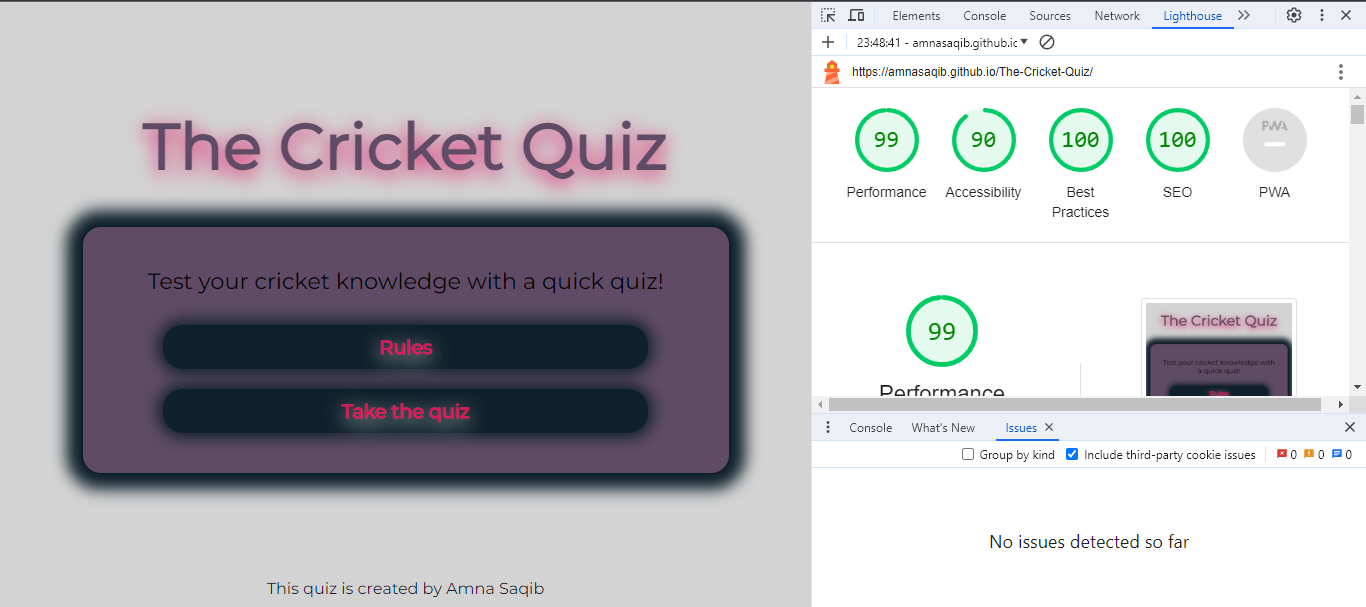 The Cricket Quiz
Test your cricket knowledge with a quick quiz!
Rules
Take the quiz
This quiz is created by Amna Saqib
Elements Console Sources Network Lighthouse
23:48:41 - amnasaqib.github.ic
https://amnasaqib.github.io/The-Cricket-Quiz/
99 90 100 100 PWA
Performance Accessibility Best Practices SEO PWA
99
Performance
The Cricket Quiz
Test your cricket knowledge with
a quick quiz!
Rules
Console What's New Issues
Group by kind Include third-party cookie issues 0 0 0
No issues detected so far